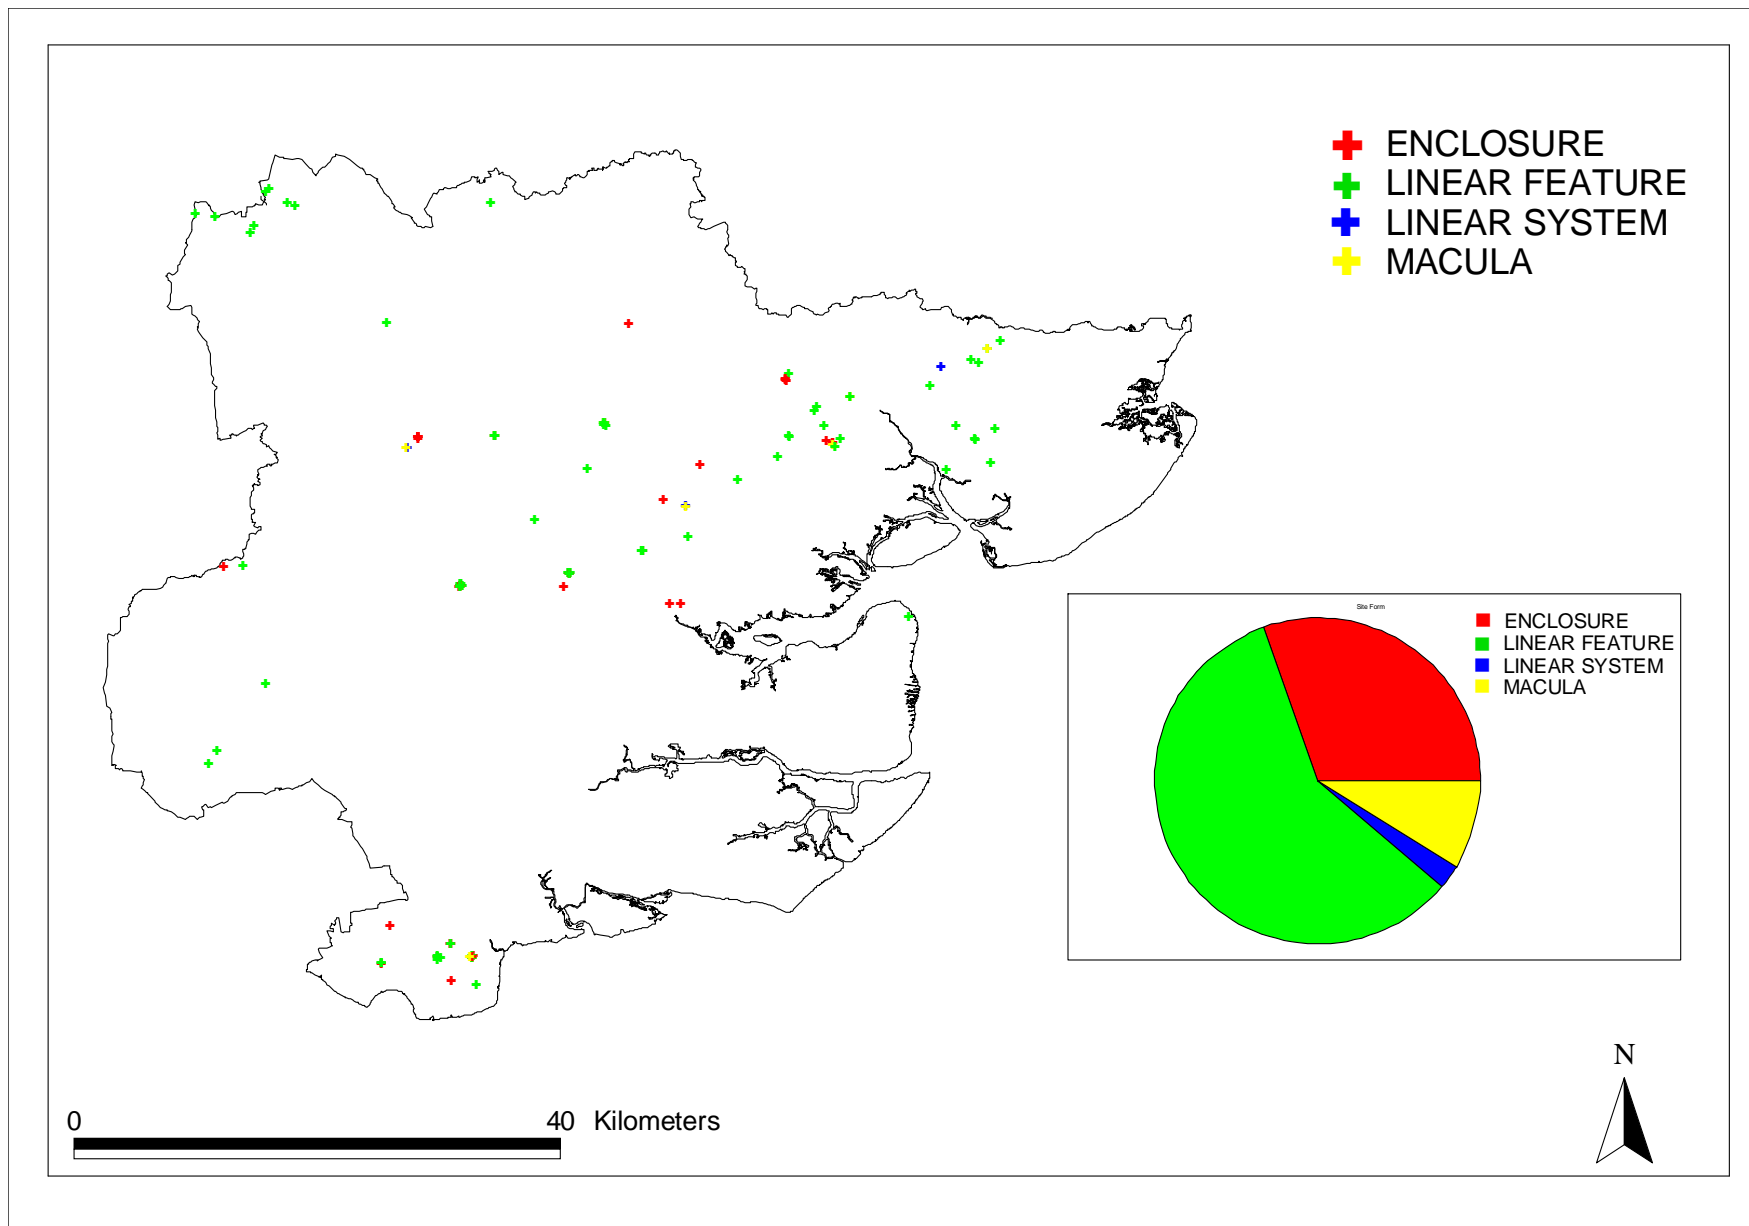 ENCLOSURE
LINEAR FEATURE
LINEAR SYSTEM
MACULA
Site Form
ENCLOSURE
LINEAR FEATURE
LINEAR SYSTEM
MACULA
N
0 40 Kilometers